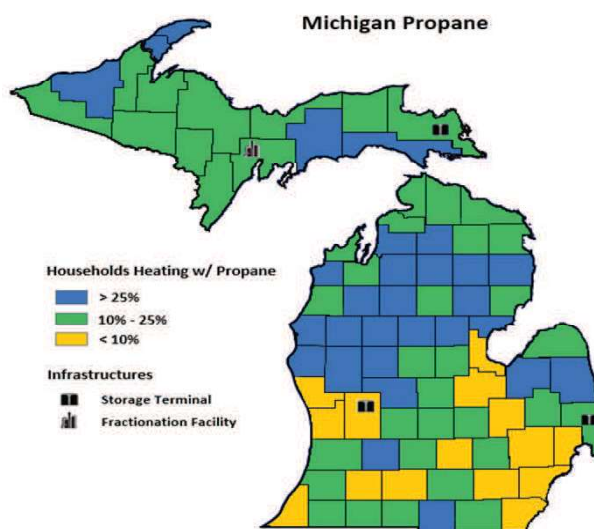 Michigan Propane
Households Heating w/ Propane
> 25%
10% - 25%
< 10%
Infrastructures
Storage Terminal
Fractionation Facility